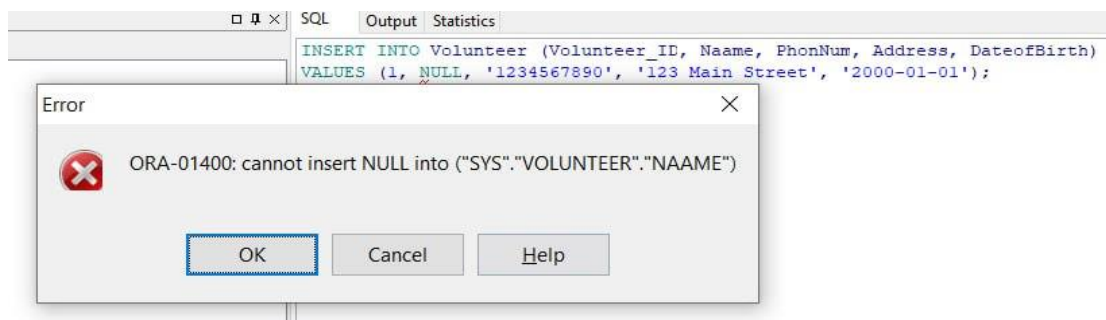 SQL Output Statistics
INSERT INTO Volunteer (Volunteer_ID, Naame, PhonNum, Address, DateofBirth)
VALUES (1, NULL, '1234567890', '123 Main Street', '2000-01-01');
Error
ORA-01400: cannot insert NULL into ("SYS"."VOLUNTEER"."NAAME")
OK Cancel Help